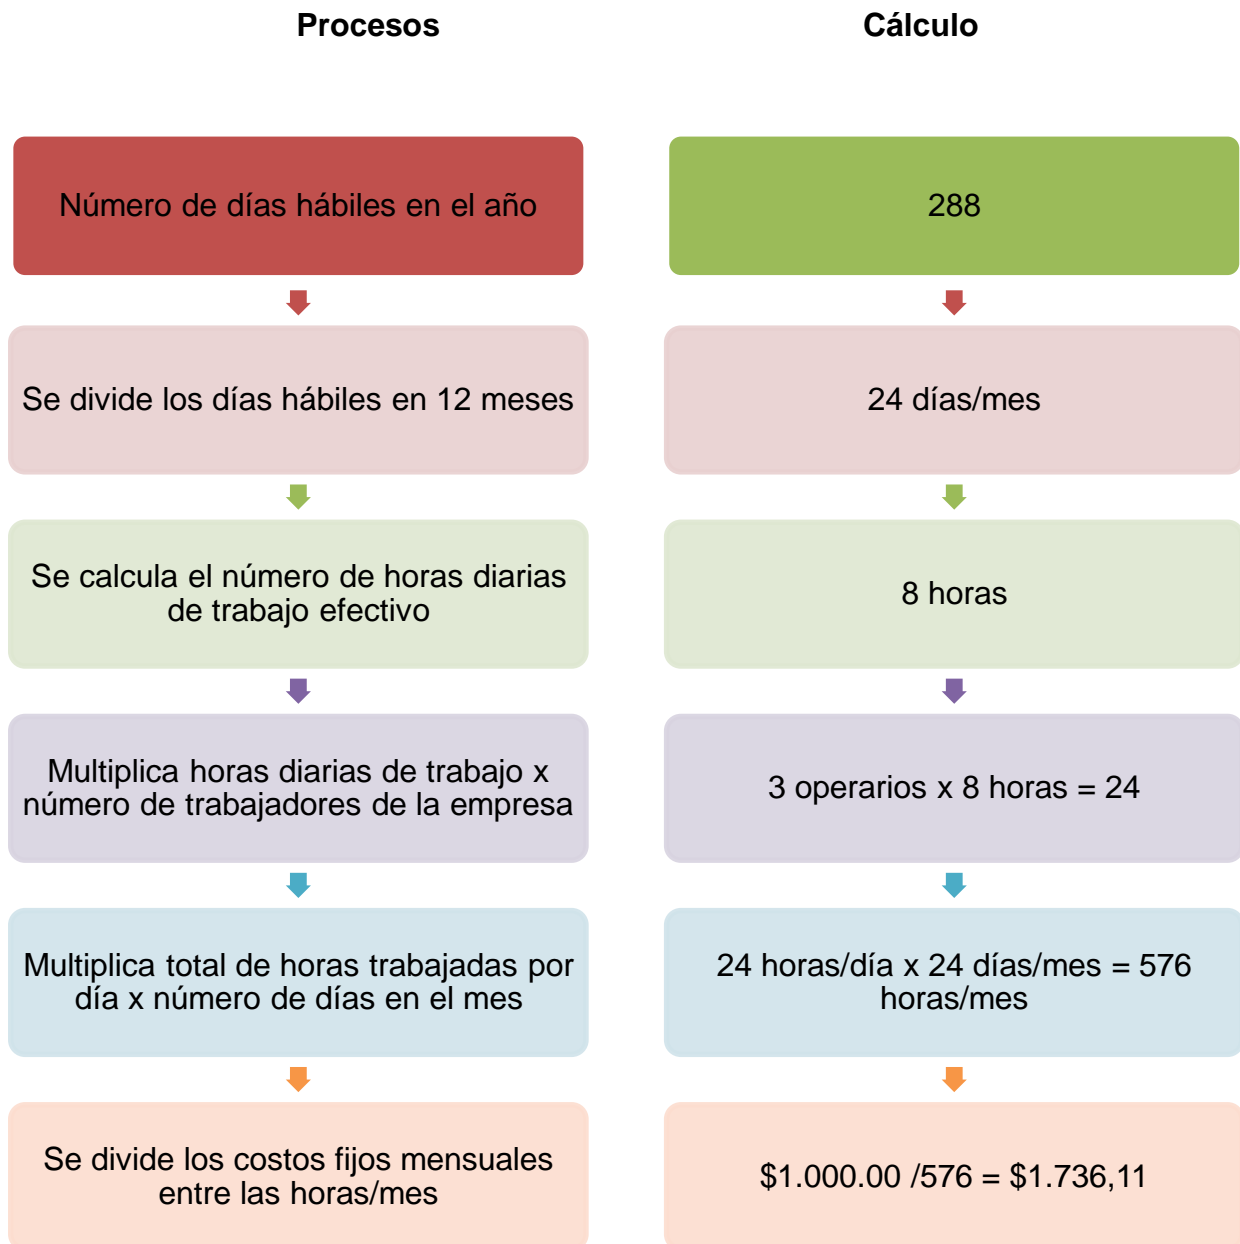 Procesos
Cálculo
Número de días hábiles en el año
288
Se divide los días hábiles en 12 meses
24 días/mes
Se calcula el número de horas diarias
de trabajo efectivo
8 horas
Multiplica horas diarias de trabajo x
número de trabajadores de la empresa
3 operarios x 8 horas = 24
Multiplica total de horas trabajadas por
día x número de días en el mes
24 horas/día x 24 días/mes = 576
horas/mes
Se divide los costos fijos mensuales
entre las horas/mes
$1.000.00 /576 = $1.736,11